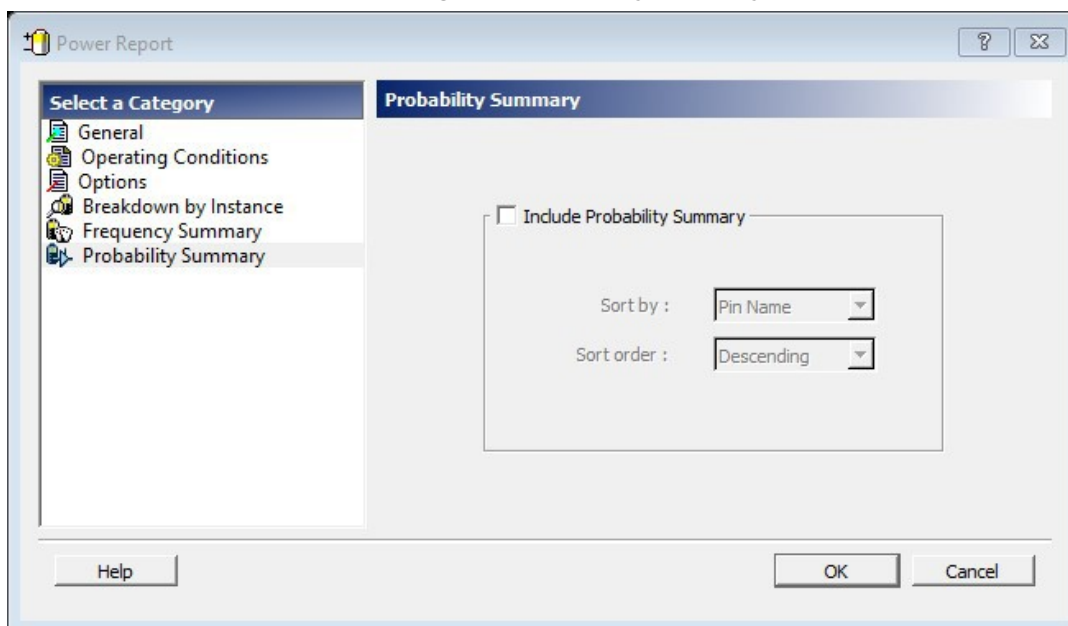 Power Report
Select a Category
General
Operating Conditions
Options
Breakdown by Instance
Frequency Summary
Probability Summary
Probability Summary
Include Probability Summary
Sort by : Pin Name
Sort order : Descending
Help
OK
Cancel